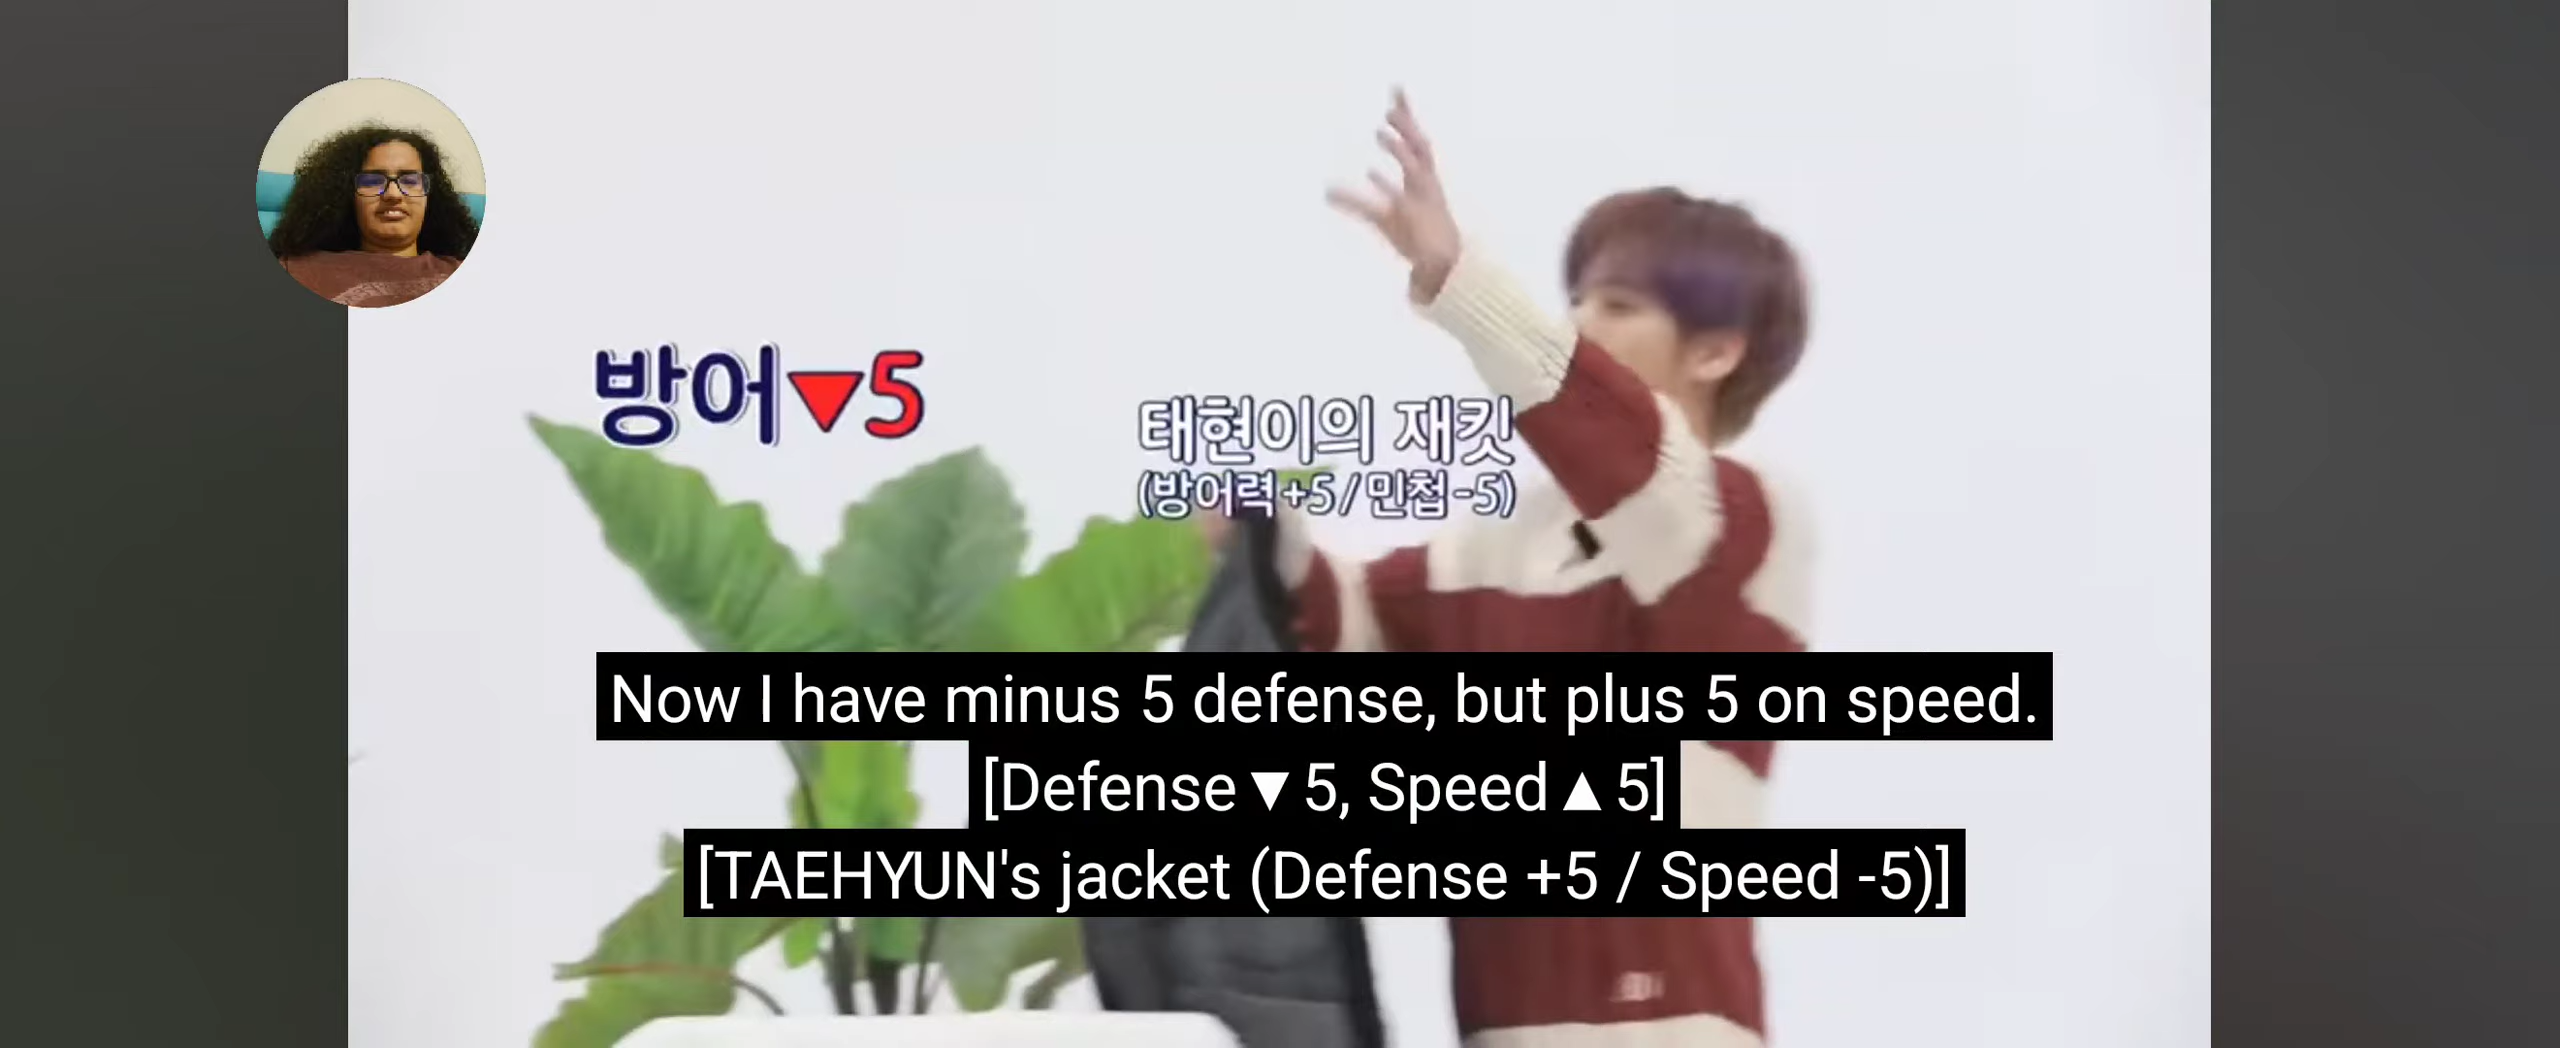 방어▼5
태현이의 재킷
(방어력+5/민첩-5)
Now I have minus 5 defense, but plus 5 on speed.
[Defense▼5, Speed▲5]
[TAEHYUN's jacket (Defense +5 / Speed -5)]